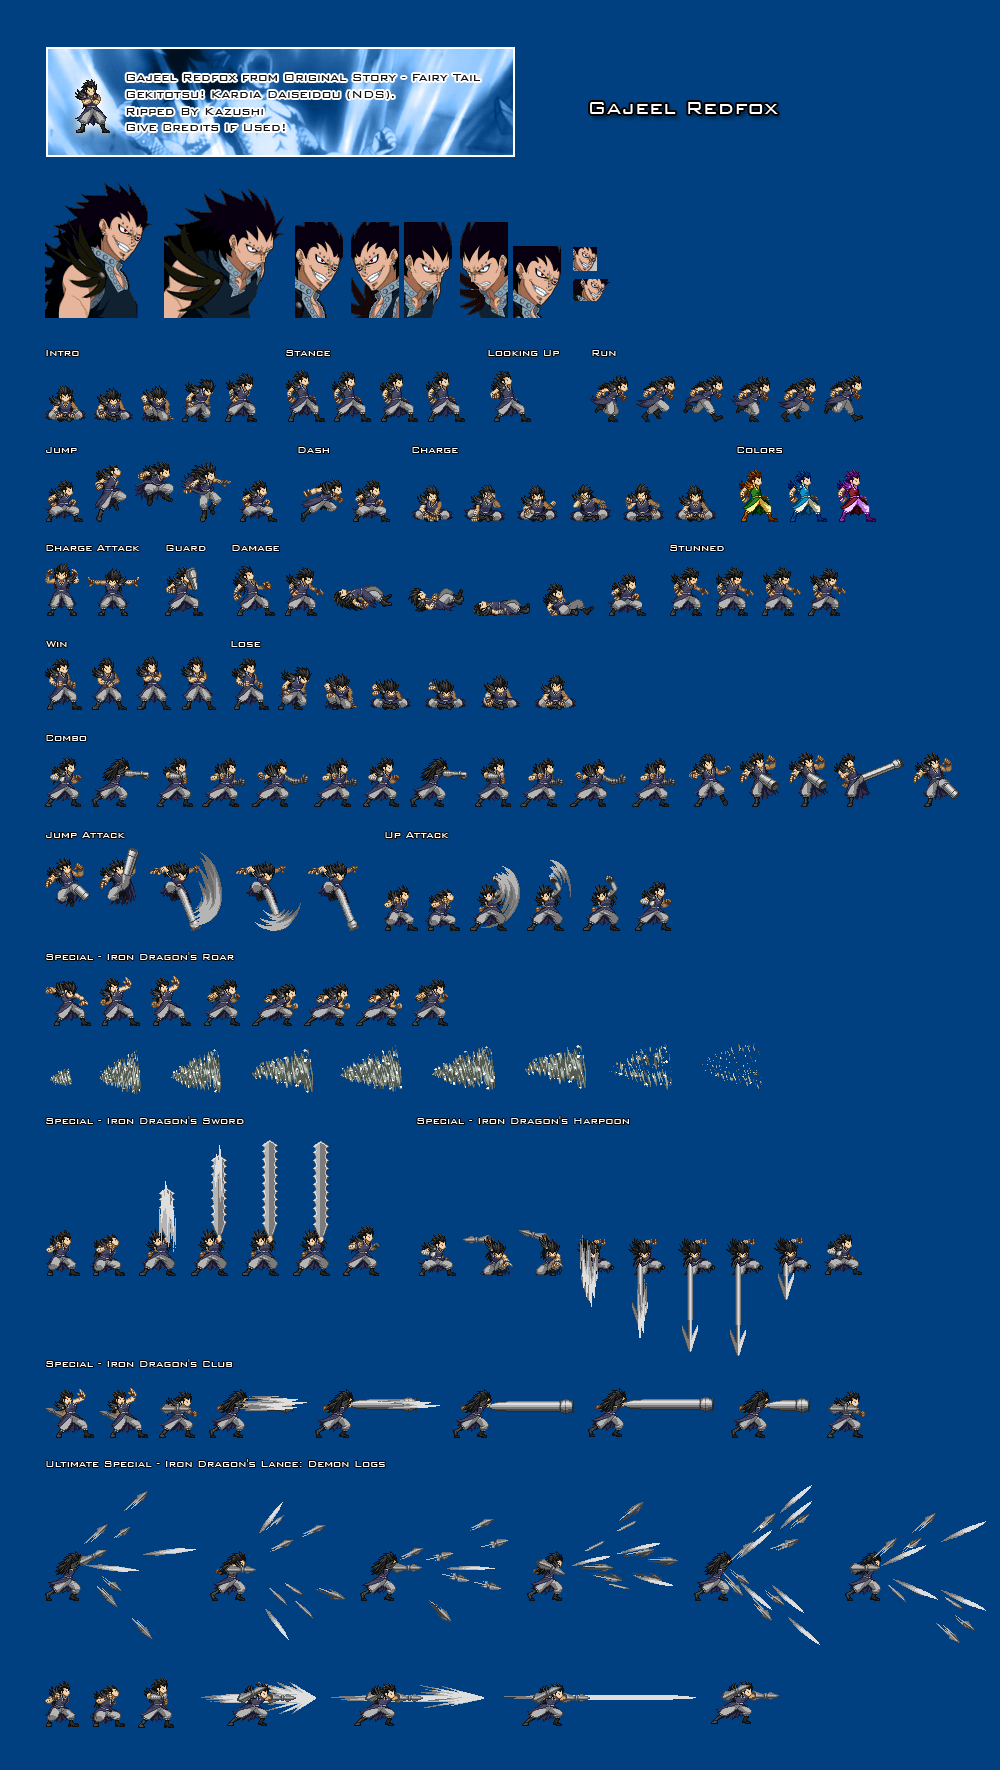 Gajeel Redfox from Original Story - Fairy Tail
Gekitotsu! Kardia Daiseidou (NDS).
Ripped By Kazushi
Give Credits if Used!
Gajeel Redfox
Intro
Stance
Looking Up
Run
Jump
Dash
Charge
Colors
Charge Attack
Guard
Damage
Stunned
Win
Lose
Combo
Jump Attack
Up Attack
Special - Iron Dragon's Roar
Special - Iron Dragon's Sword
Special - Iron Dragon's Harpoon
Special - Iron Dragon's Club
Ultimate Special - Iron Dragon's Lance: Demon Logs